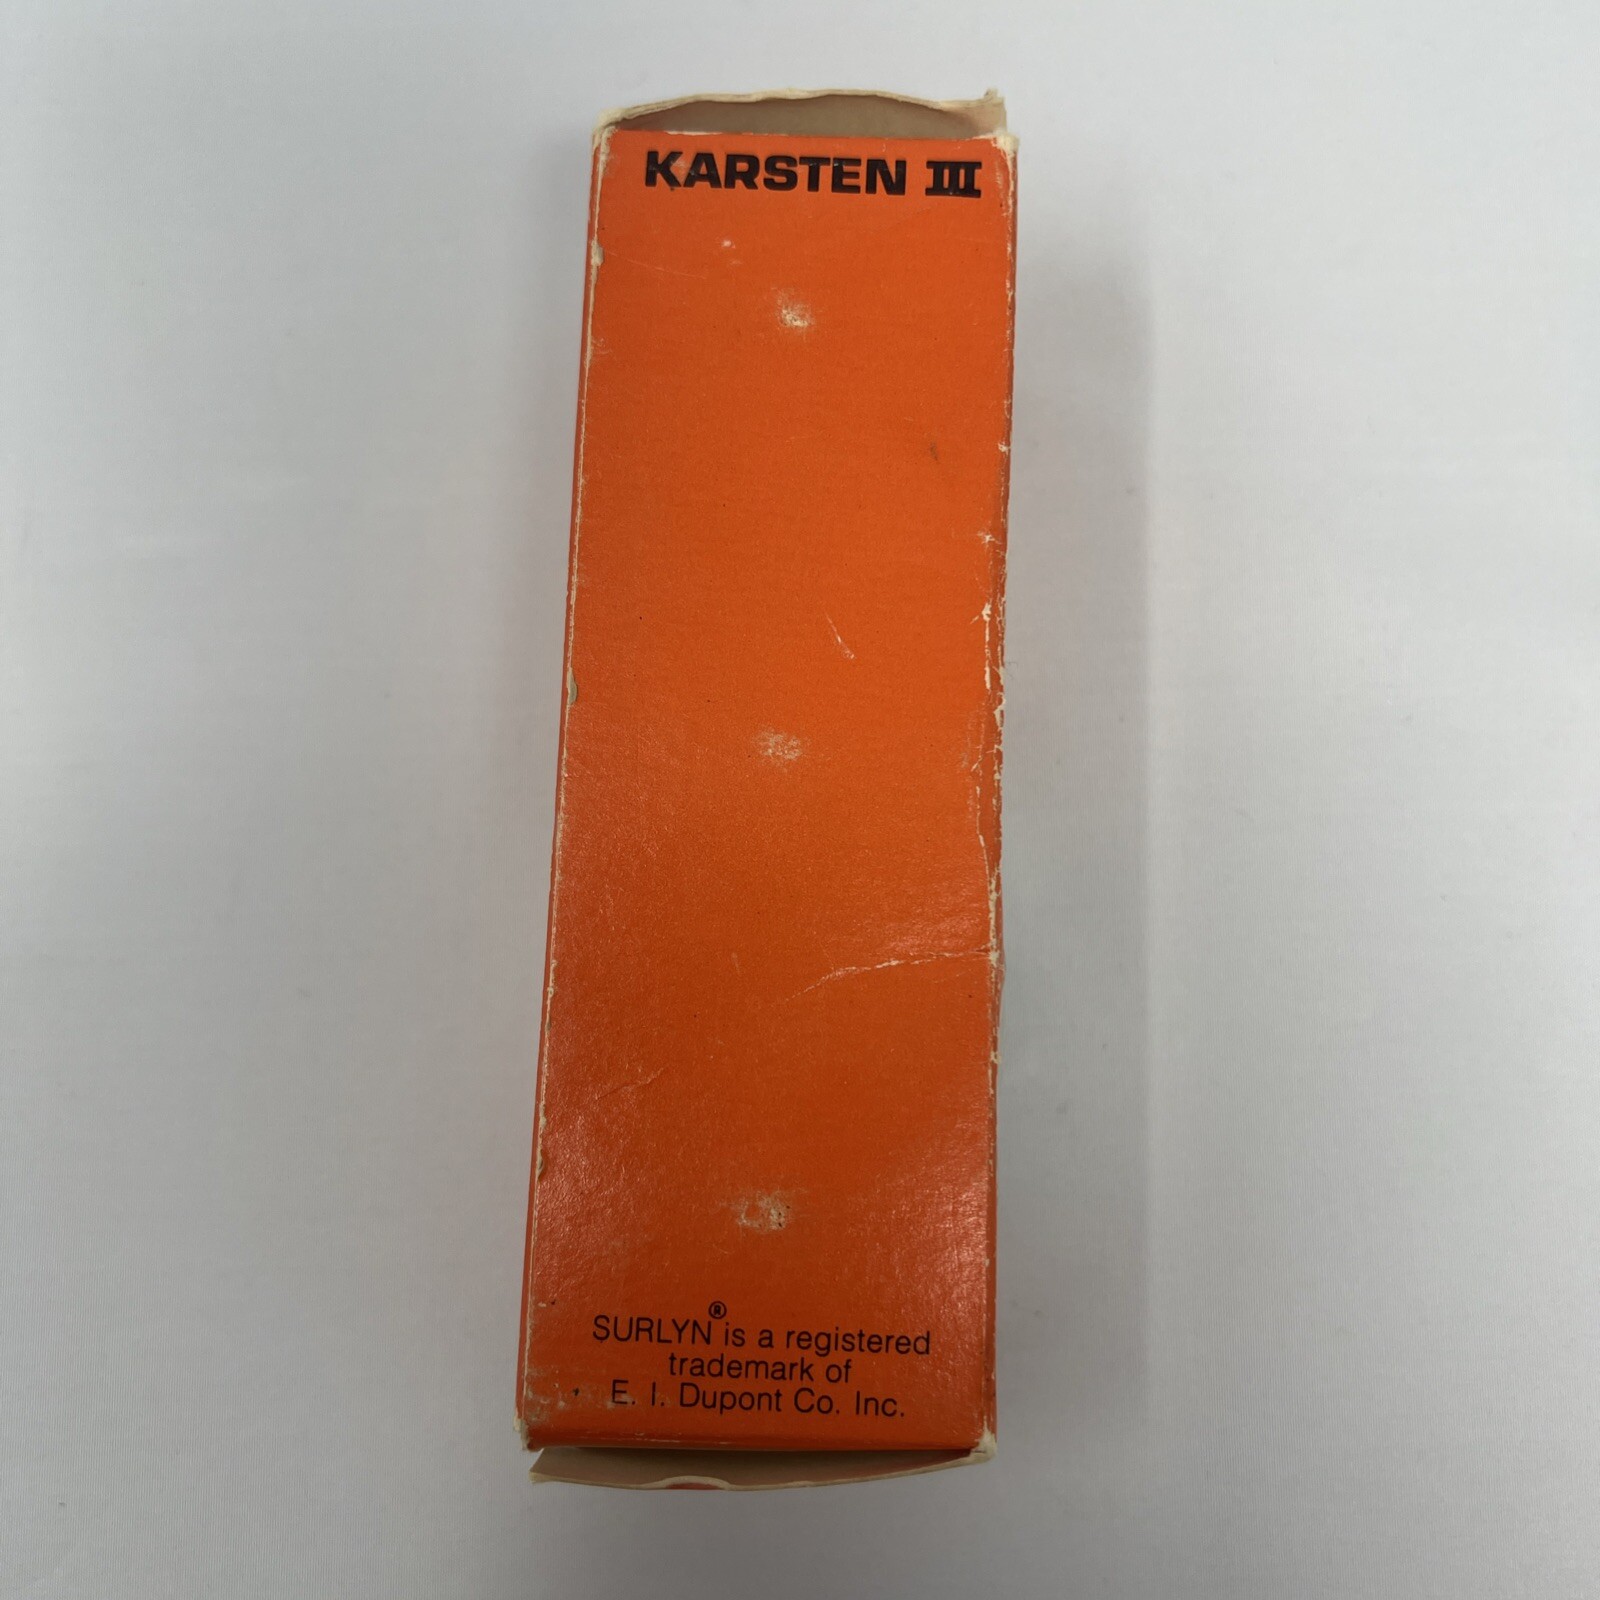 KARSTEN III
SURLYN® is a registered
trademark of
E. I. Dupont Co. Inc.